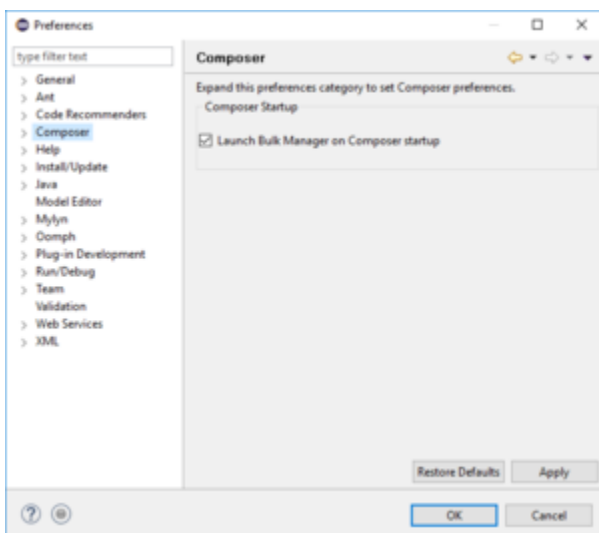 Preferences
type filter text
General
Ant
Code Recommenders
Composer
Help
Install/Update
Java
Model Editor
Mylyn
Oomph
Plug-in Development
Run/Debug
Team
Validation
Web Services
XML
Composer
Expand this preferences category to set Composer preferences.
Composer Startup
Launch Bulk Manager on Composer startup
Restore Defaults
Apply
OK
Cancel